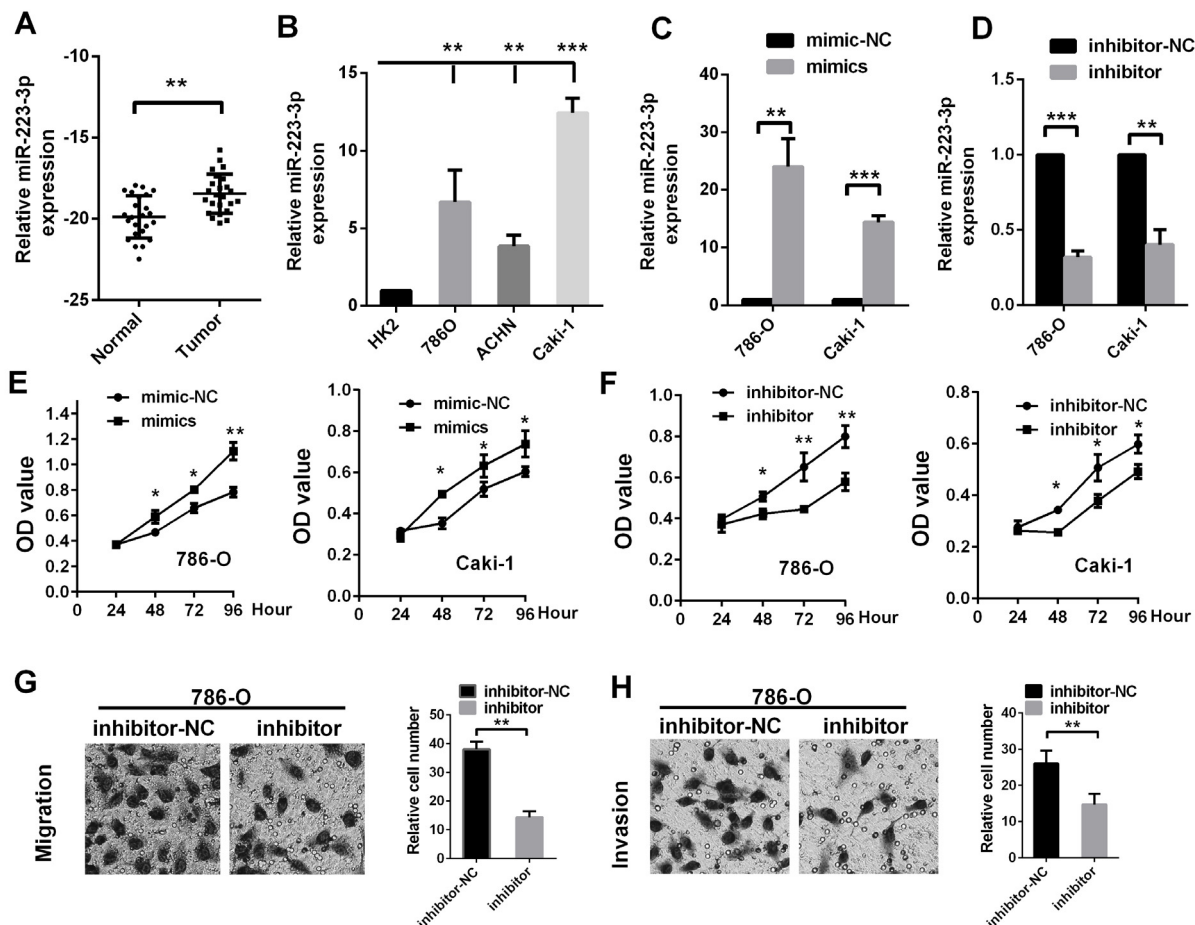 A
Relative miR-223-3p
expression
-10
-15
-20
-25
**
Normal
Tumor
B
Relative miR-223-3p
expression
15
10
5
0
**
**
***
HK2
786O
ACHN
Caki-1
C
mimic-NC
mimics
Relative miR-223-3p
expression
40
30
20
10
0
**
***
786-O
Caki-1
D
inhibitor-NC
inhibitor
Relative miR-223-3p
expression
1.5
1.0
0.5
0.0
***
**
786-O
Caki-1
E
mimic-NC
mimics
OD value
1.4
1.2
1.0
0.8
0.6
0.4
0.2
0.0
*
*
**
786-O
0 24 48 72 96 Hour
mimic-NC
mimics
OD value
1.0
0.8
0.6
0.4
0.2
0.0
*
*
*
Caki-1
0 24 48 72 96 Hour
F
inhibitor-NC
inhibitor
OD value
1.0
0.8
0.6
0.4
0.2
0.0
*
**
**
786-O
0 24 48 72 96 Hour
inhibitor-NC
inhibitor
OD value
0.8
0.6
0.4
0.2
0.0
*
*
*
Caki-1
0 24 48 72 96 Hour
G
786-O
inhibitor-NC inhibitor
Migration
inhibitor-NC
inhibitor
Relative cell number
50
40
30
20
10
0
**
inhibitor-NC
inhibitor
H
786-O
inhibitor-NC inhibitor
Invasion
inhibitor-NC
inhibitor
Relative cell number
40
30
20
10
0
**
inhibitor-NC
inhibitor